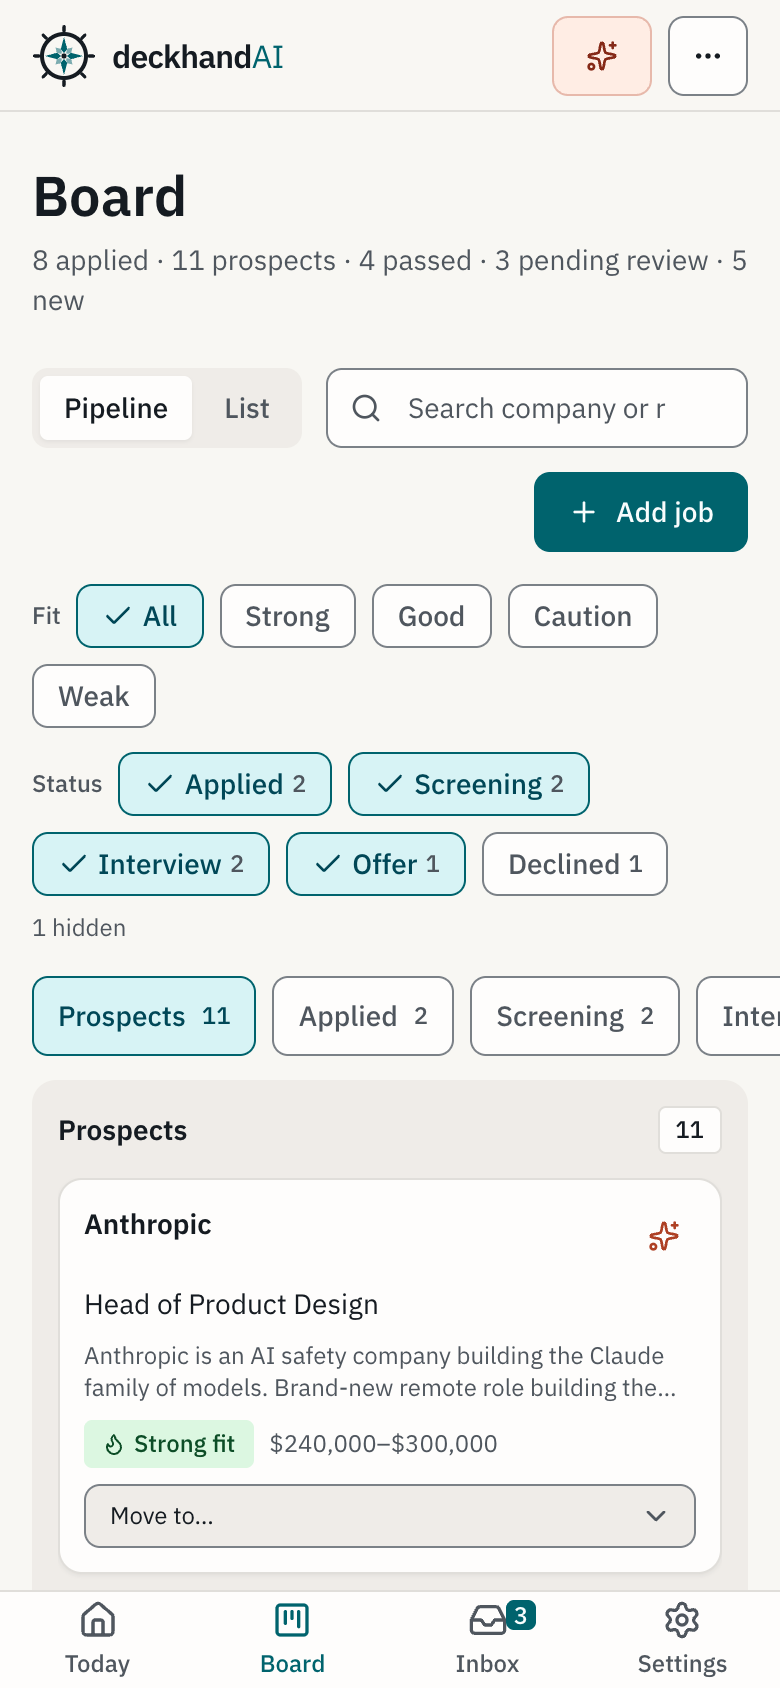 deckhandAI
Board
8 applied · 11 prospects · 4 passed · 3 pending review · 5
new
Pipeline List Search company or r
+ Add job
Fit All Strong Good Caution
Weak
Status Applied 2 Screening 2
Interview 2 Offer 1 Declined 1
1 hidden
Prospects 11 Applied 2 Screening 2 Inter
Prospects 11
Anthropic
Head of Product Design
Anthropic is an AI safety company building the Claude
family of models. Brand-new remote role building the...
Strong fit $240,000–$300,000
Move to...
3
Today Board Inbox Settings